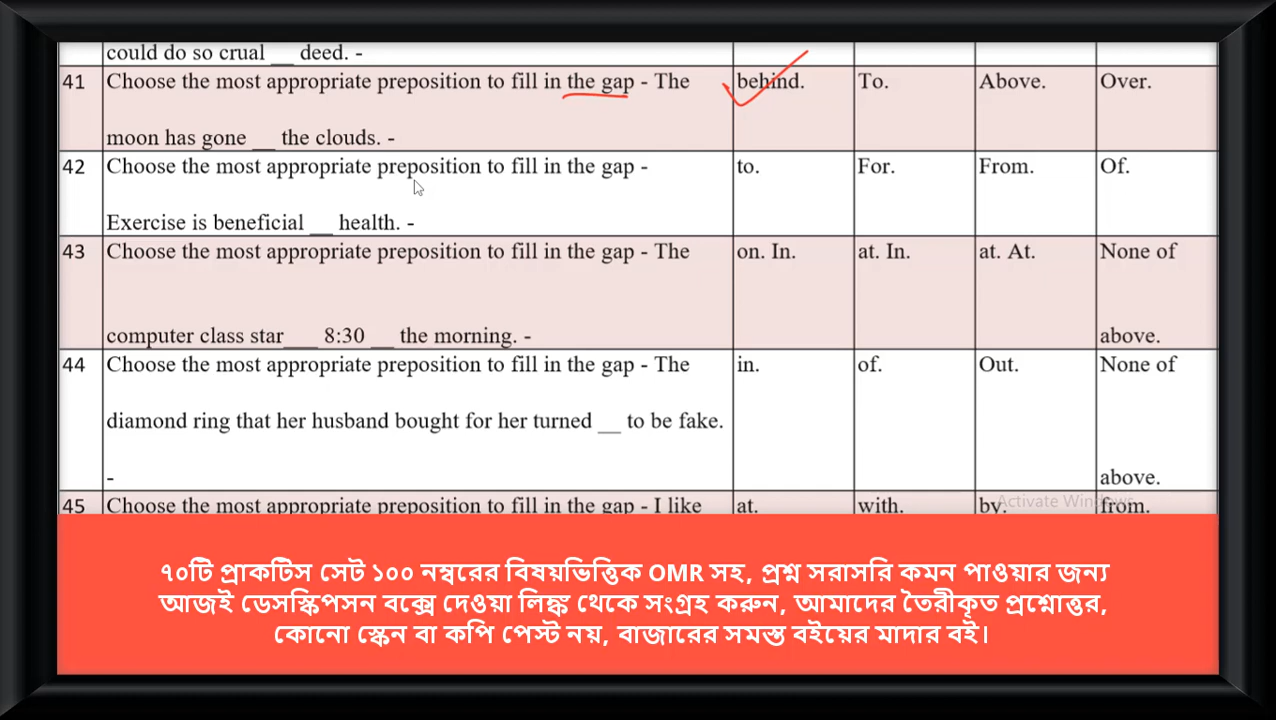 could do so crual __ deed. -
41 Choose the most appropriate preposition to fill in the gap - The behind. To. Above. Over.
moon has gone __ the clouds. -
42 Choose the most appropriate preposition to fill in the gap - to. For. From. Of.
Exercise is beneficial __ health. -
43 Choose the most appropriate preposition to fill in the gap - The on. In. at. In. at. At. None of
computer class star___ 8:30 __ the morning. - above.
44 Choose the most appropriate preposition to fill in the gap - The in. of. Out. None of
diamond ring that her husband bought for her turned __ to be fake.
- above.
45 Choose the most appropriate preposition to fill in the gap - I like at. with. by. from.
Activate Windows
৭০টি প্রাকটিস সেট ১০০ নম্বরের বিষয়ভিত্তিক OMR সহ, প্রশ্ন সরাসরি কমন পাওয়ার জন্য
আজই ডেসস্ক্রিপসন বক্সে দেওয়া লিঙ্ক থেকে সংগ্রহ করুন, আমাদের তৈরীকৃত প্রশ্নোত্তর,
কোনো স্কেন বা কপি পেস্ট নয়, বাজারের সমস্ত বইয়ের মাদার বই।